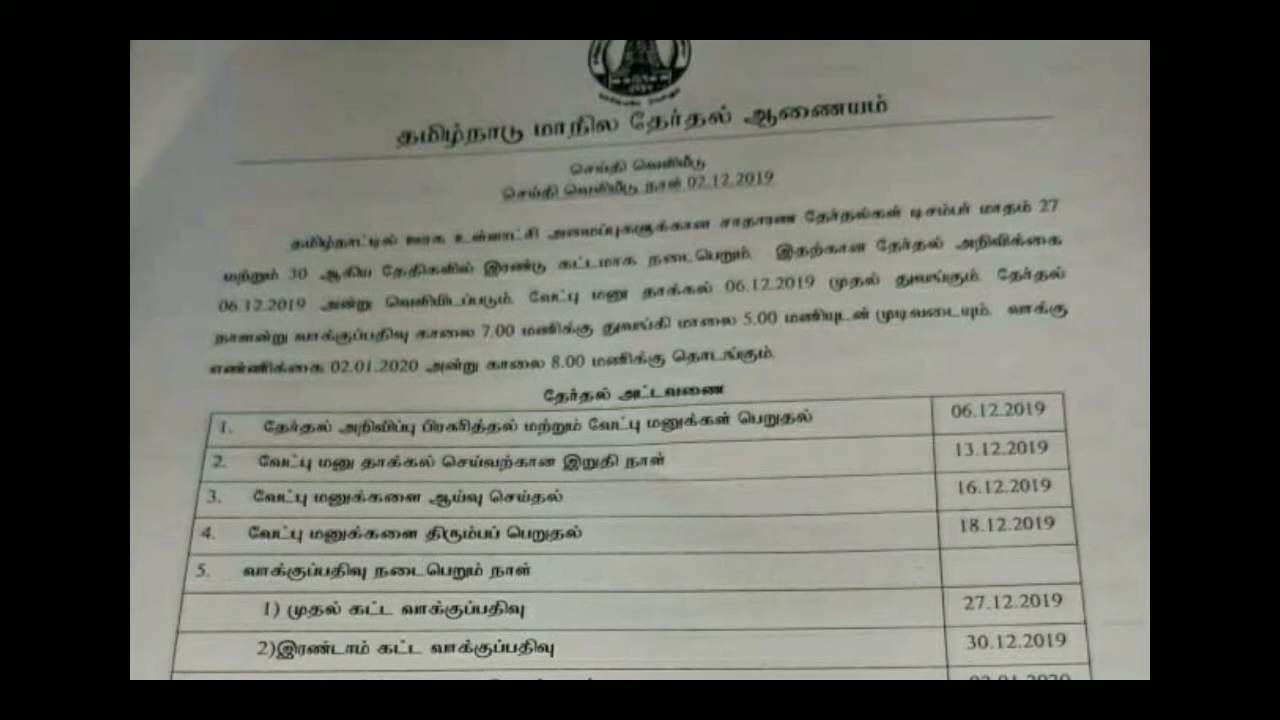 தமிழ்நாடு மாநில தேர்தல் ஆணையம்
செய்தி வெளியீடு
செய்தி வெளியீடு நாள் 02.12.2019
தமிழ்நாட்டில் ஊரக உள்ளாட்சி அமைப்புகளுக்கான சாதாரண தேர்தல்கள் டிசம்பர் மாதம் 27
மற்றும் 30 ஆகிய தேதிகளில் இரண்டு கட்டமாக நடைபெறும். இதற்கான தேர்தல் அறிவிக்கை
06.12.2019 அன்று வெளியிடப்படும். வேட்பு மனு தாக்கல் 06.12.2019 முதல் துவங்கும். தேர்தல்
நாளன்று வாக்குப்பதிவு காலை 7.00 மணிக்கு துவங்கி மாலை 5.00 மணியுடன் முடிவடையும். வாக்கு
எண்ணிக்கை 02.01.2020 அன்று காலை 8.00 மணிக்கு தொடங்கும்.
தேர்தல் அட்டவணை
1. தேர்தல் அறிவிப்பு பிரசுரித்தல் மற்றும் வேட்பு மனுக்கள் பெறுதல் 06.12.2019
2. வேட்பு மனு தாக்கல் செய்வற்கான இறுதி நாள் 13.12.2019
3. வேட்பு மனுக்களை ஆய்வு செய்தல் 16.12.2019
4. வேட்பு மனுக்களை திரும்பப் பெறுதல் 18.12.2019
5. வாக்குப்பதிவு நடைபெறும் நாள்
1) முதல் கட்ட வாக்குப்பதிவு 27.12.2019
2)இரண்டாம் கட்ட வாக்குப்பதிவு 30.12.2019
02.01.2020